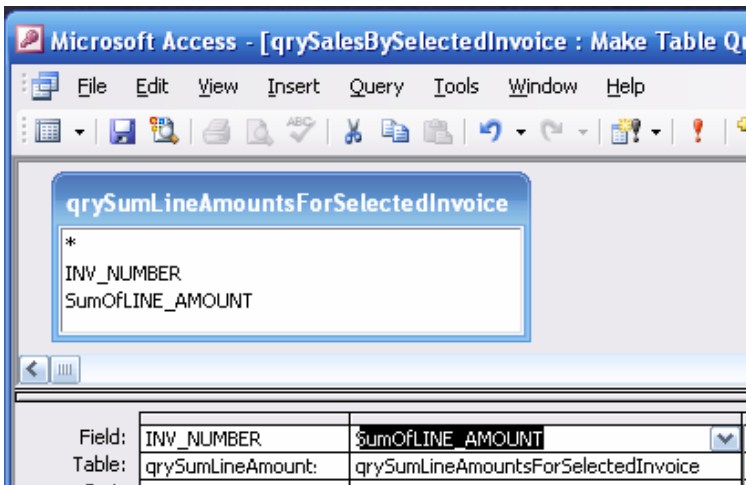 Microsoft Access - [qrySalesBySelectedInvoice : Make Table Q
File Edit View Insert Query Tools Window Help
ABC
qrySumLineAmountsForSelectedInvoice
*
INV_NUMBER
SumOfLINE_AMOUNT
Field: INV_NUMBER SumOfLINE_AMOUNT
Table: qrySumLineAmount: qrySumLineAmountsForSelectedInvoice